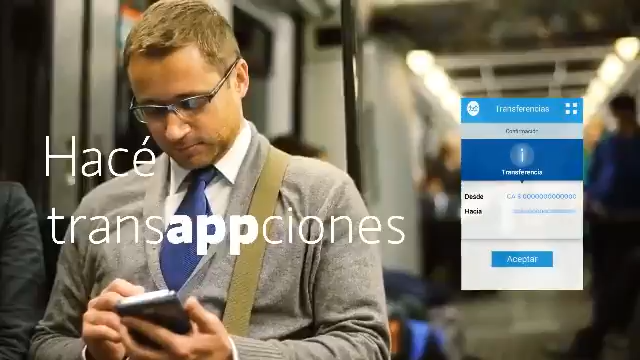 Hacé
transappciones
Transferencias
Confirmación
i
Transferencia
Desde CA $ 0000000000000
Hacia
Aceptar